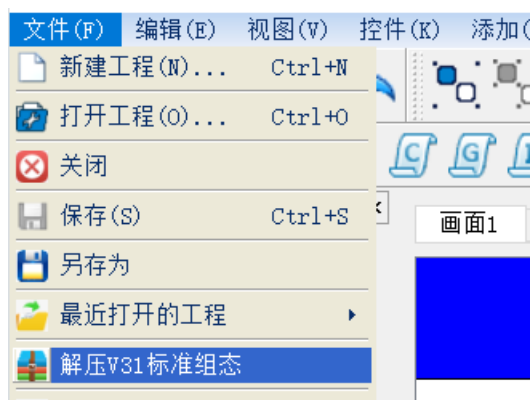 文件(F) 编辑(E) 视图(V) 控件(K) 添加(
新建工程(N)... Ctrl+N
打开工程(O)... Ctrl+O
关闭
C G
保存(S) Ctrl+S
画面1
另存为
最近打开的工程
解压V31标准组态